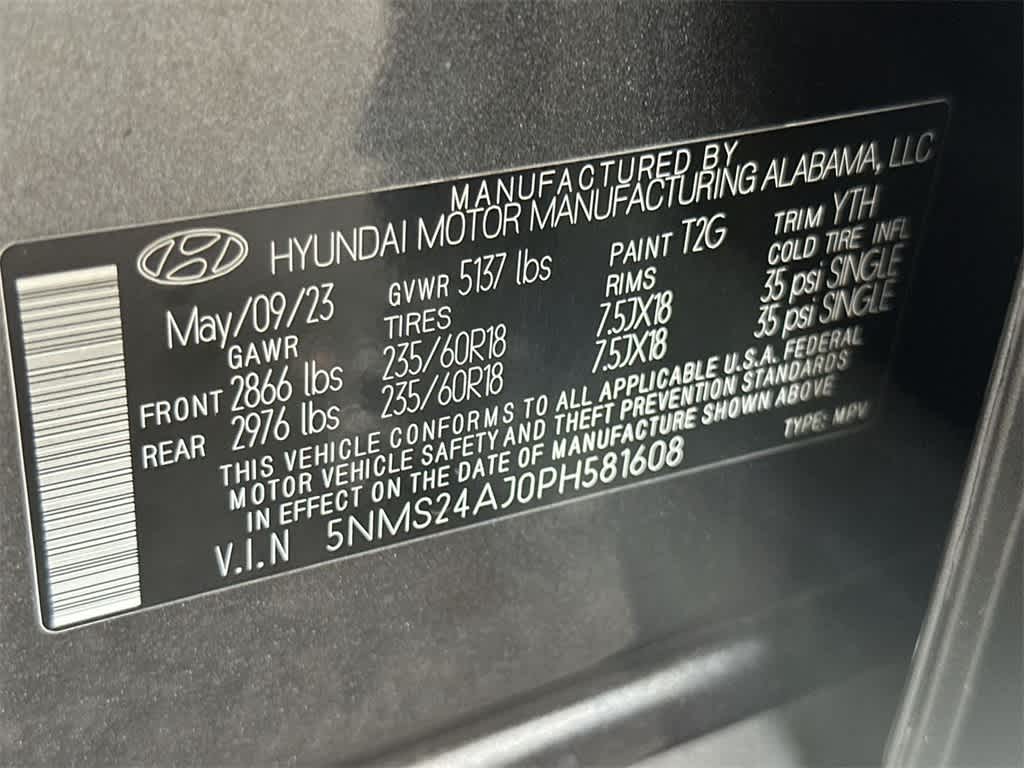 MANUFACTURED BY
HYUNDAI MOTOR MANUFACTURING ALABAMA, LLC
May/09/23 GVWR 5137 lbs PAINT T2G TRIM YTH
GAWR TIRES RIMS COLD TIRE INFL
FRONT 2866 lbs 235/60R18 7.5JX18 35 psi SINGLE
REAR 2976 lbs 235/60R18 7.5JX18 35 psi SINGLE
THIS VEHICLE CONFORMS TO ALL APPLICABLE U.S.A. FEDERAL
MOTOR VEHICLE SAFETY AND THEFT PREVENTION STANDARDS
IN EFFECT ON THE DATE OF MANUFACTURE SHOWN ABOVE
V.I.N 5NMS24AJ0PH581608 TYPE: MPV